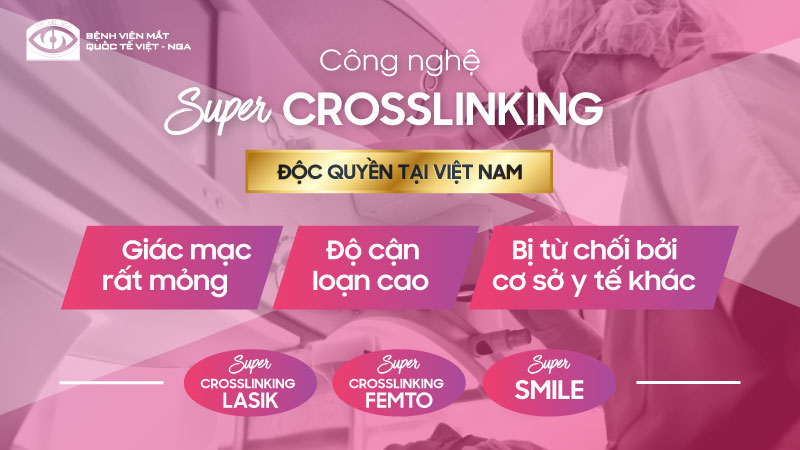 BỆNH VIỆN MẮT
QUỐC TẾ VIỆT - NGA
Công nghệ
Super CROSSLINKING
ĐỘC QUYỀN TẠI VIỆT NAM
Giác mạc
rất mỏng
Độ cận
loạn cao
Bị từ chối bởi
cơ sở y tế khác
Super
CROSSLINKING
LASIK
Super
CROSSLINKING
FEMTO
Super
SMILE